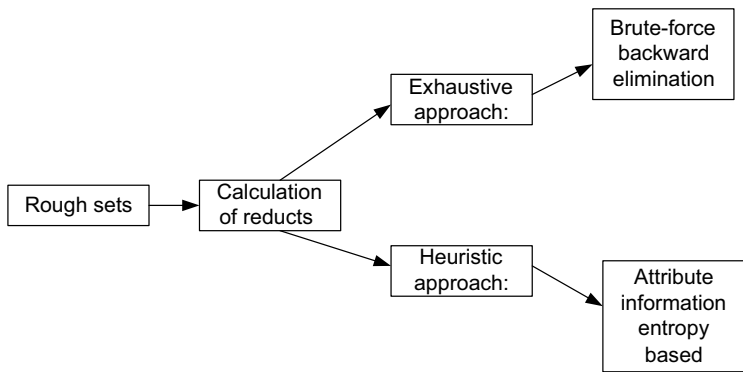 Rough sets
Calculation
of reducts
Exhaustive
approach:
Brute-force
backward
elimination
Heuristic
approach:
Attribute
information
entropy
based